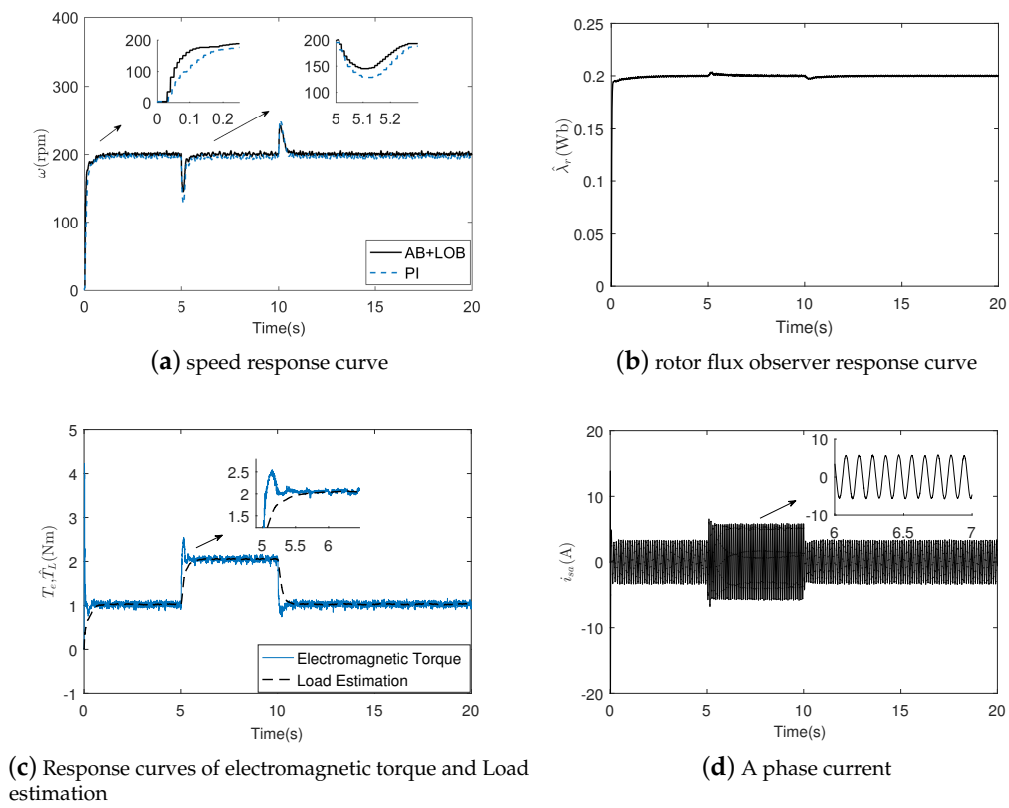 400
300
200
100
0
ω(rpm)
200
100
0
0 0.1 0.2
200
150
100
5 5.1 5.2
AB+LOB
PI
0 5 10 15 20
Time(s)
(a) speed response curve
0.25
0.2
0.15
0.1
0.05
0
λ̂r(Wb)
0 5 10 15 20
Time(s)
(b) rotor flux observer response curve
5
4
3
2
1
0
-1
Te,T̂L(Nm)
2.5
2
1.5
5 5.5 6
Electromagnetic Torque
Load Estimation
0 5 10 15 20
Time(s)
(c) Response curves of electromagnetic torque and Load
estimation
20
10
0
-10
-20
isa(A)
10
0
-10
6 6.5 7
0 5 10 15 20
Time(s)
(d) A phase current